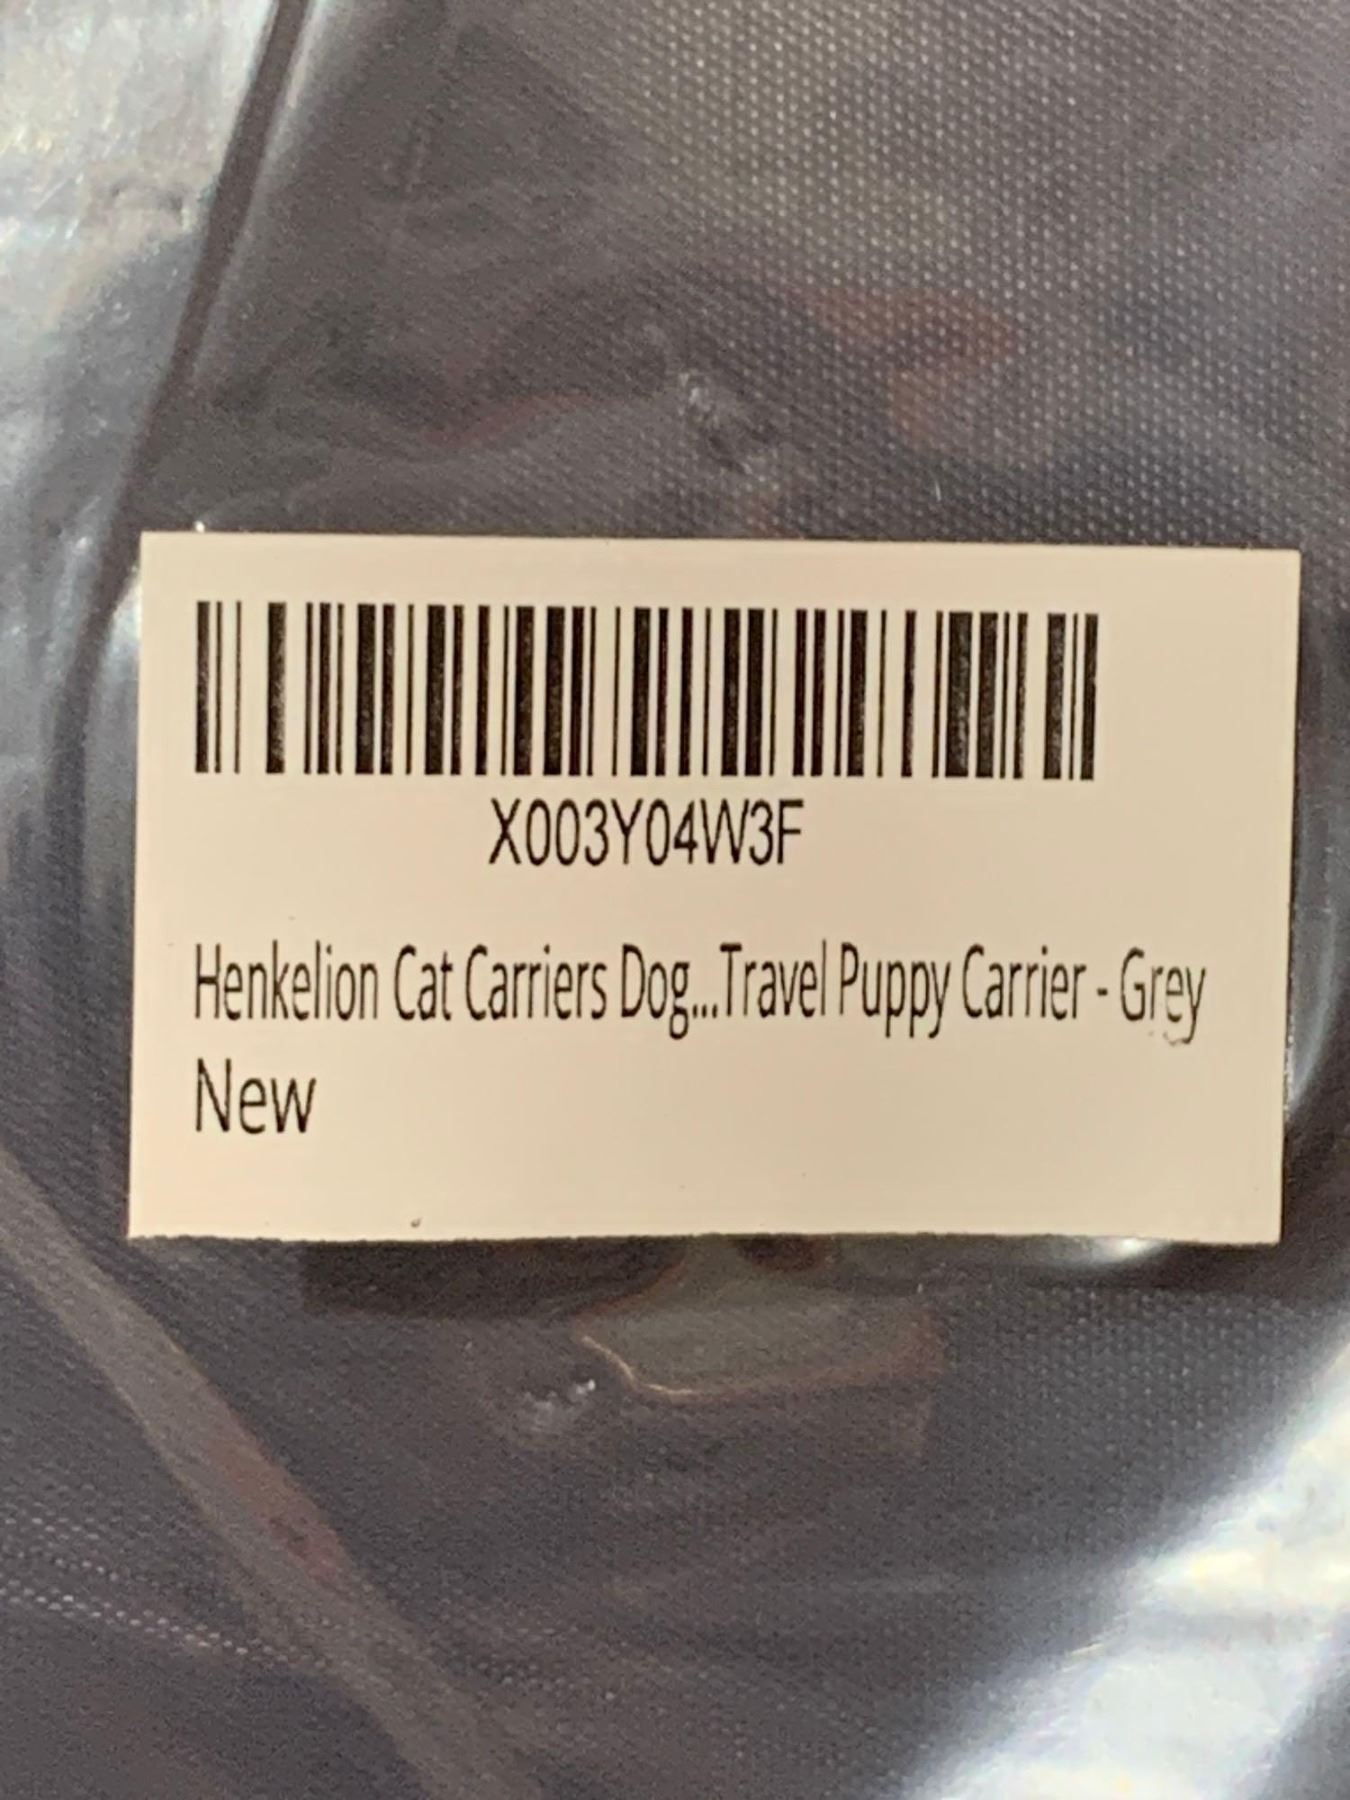 X003Y04W3F
Henkelion Cat Carriers Dog...Travel Puppy Carrier - Grey
New